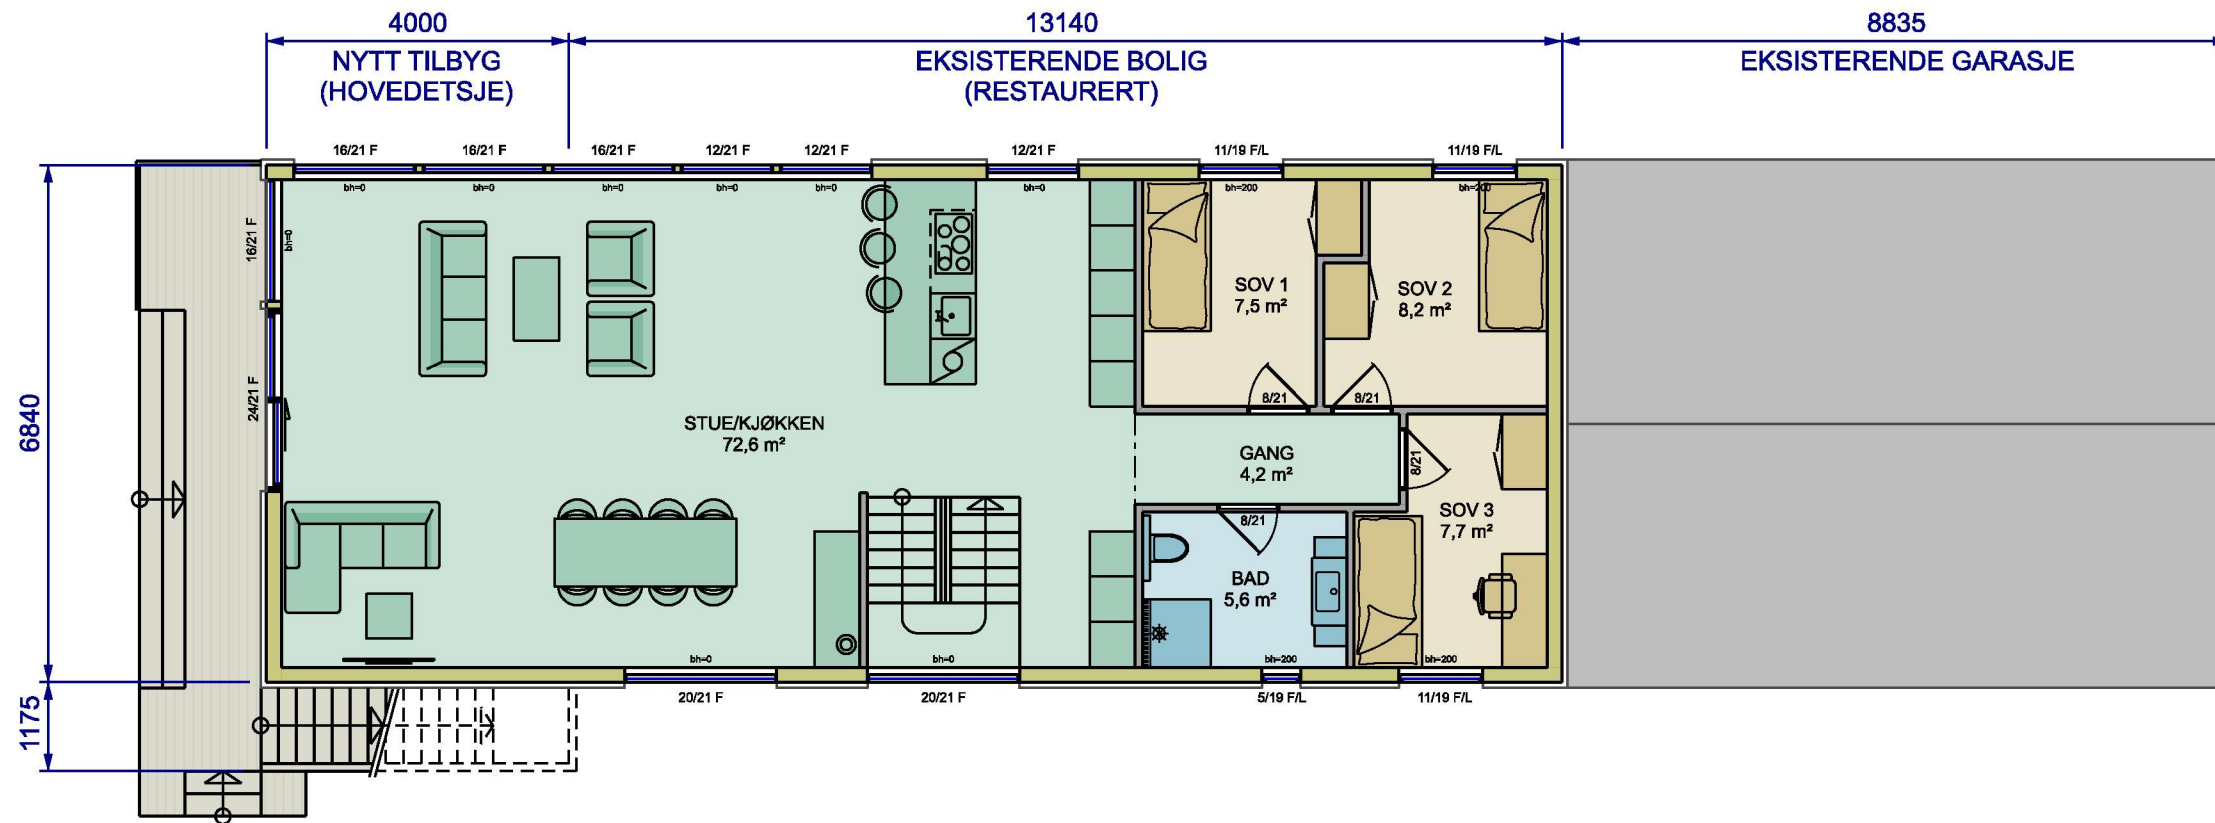 4000
13140
8835
NYTT TILBYG
(HOVEDETSJE)
EKSISTERENDE BOLIG
(RESTAURERT)
EKSISTERENDE GARASJE
16/21 F
16/21 F
16/21 F
12/21 F
12/21 F
12/21 F
11/19 F/L
11/19 F/L
bh=0
bh=0
bh=0
bh=0
bh=0
bh=0
bh=200
bh=200
16/21 F
bh=0
24/21 F
6840
1175
SOV 1
7,5 m²
SOV 2
8,2 m²
8/21
8/21
STUE/KJØKKEN
72,6 m²
GANG
4,2 m²
8/21
SOV 3
7,7 m²
8/21
BAD
5,6 m²
bh=0
bh=0
bh=200
bh=200
20/21 F
20/21 F
5/19 F/L
11/19 F/L